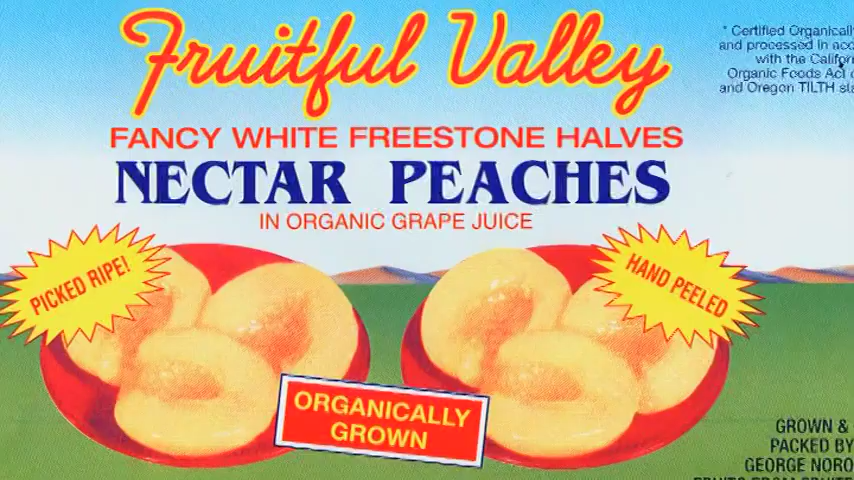 Fruitful Valley
* Certified Organically
and processed in acc
with the Californ
Organic Foods Act
and Oregon TILTH sta
FANCY WHITE FREESTONE HALVES
NECTAR PEACHES
IN ORGANIC GRAPE JUICE
PICKED RIPE!
HAND PEELED
ORGANICALLY
GROWN
GROWN &
PACKED BY
GEORGE NORO